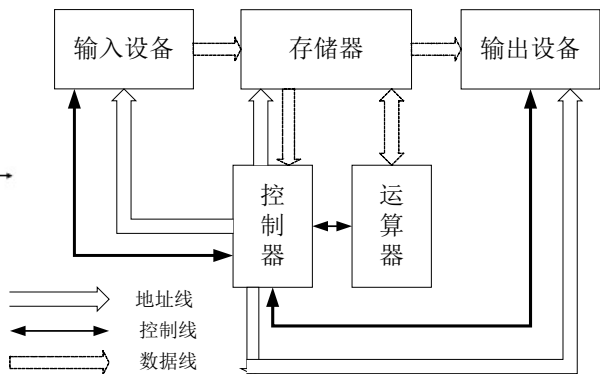 输入设备
存储器
输出设备
控制器
运算器
地址线
控制线
数据线